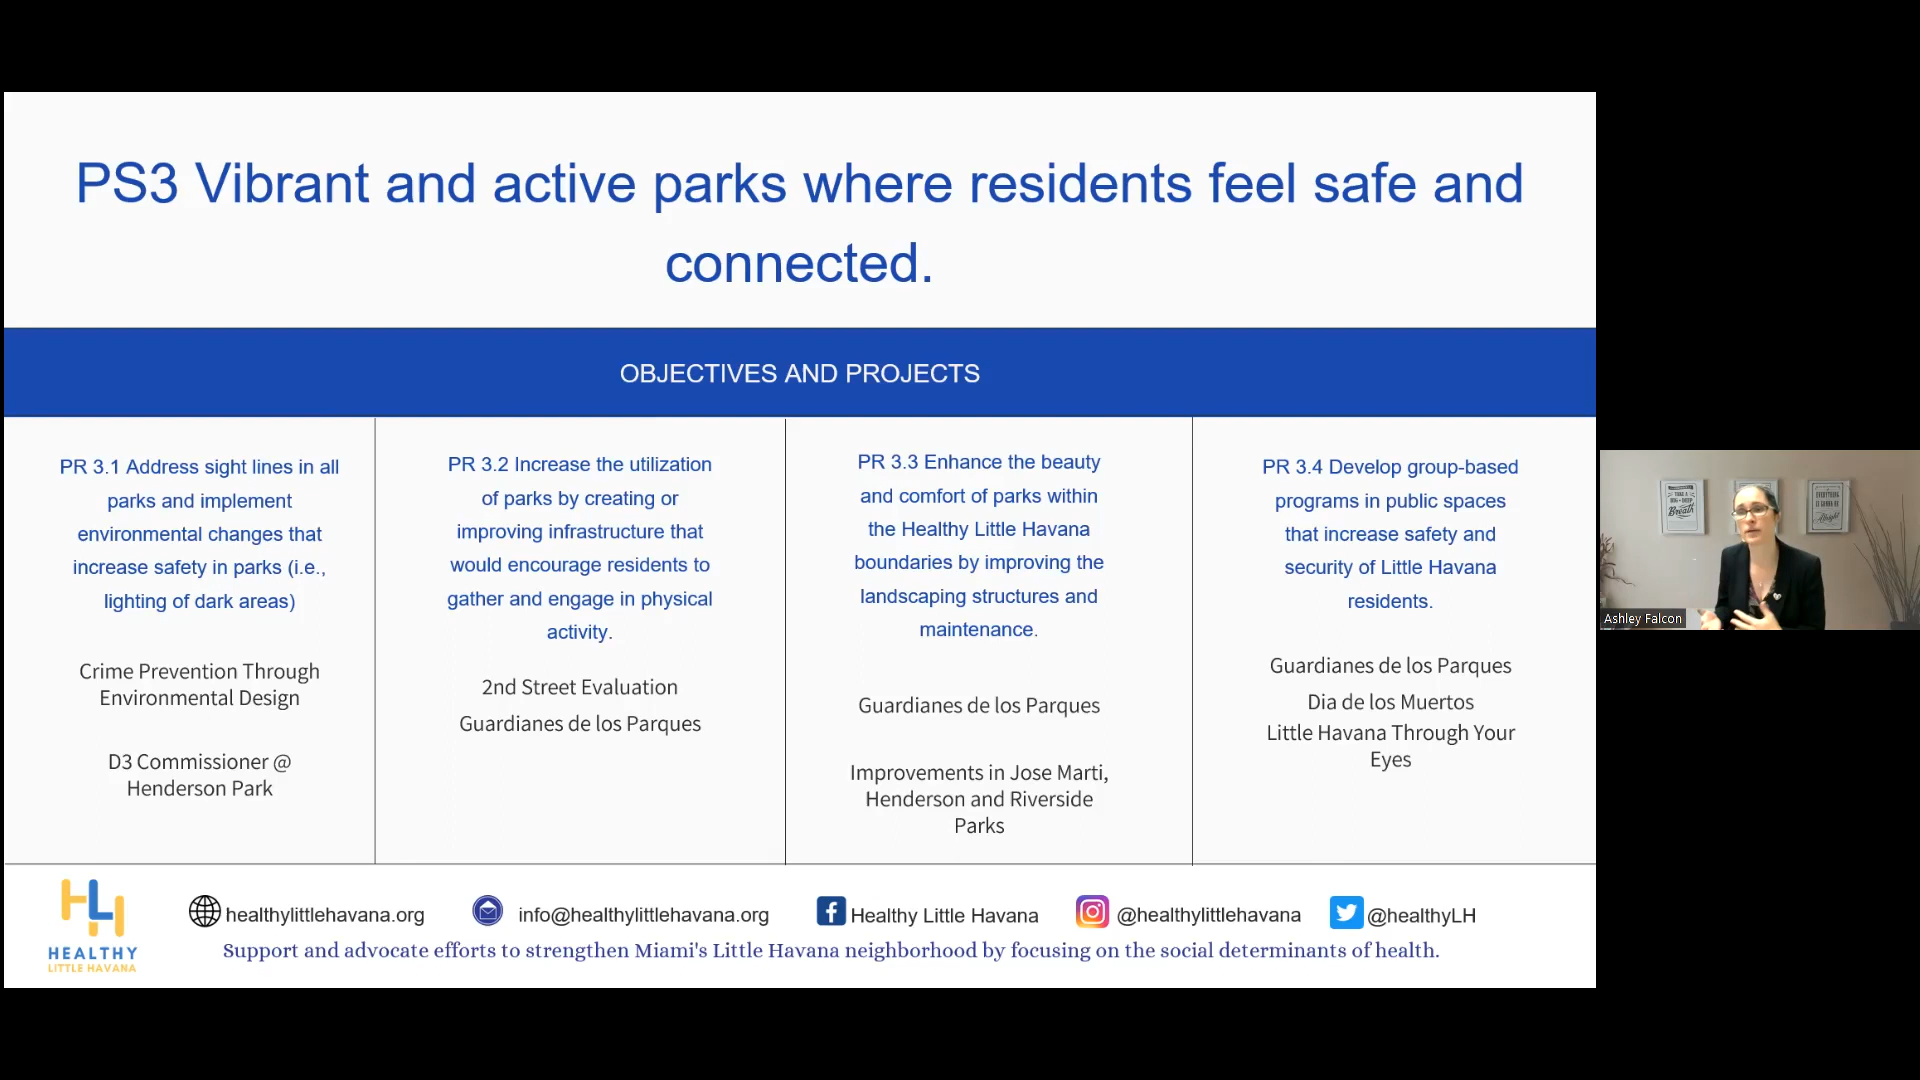 PS3 Vibrant and active parks where residents feel safe and
connected.
OBJECTIVES AND PROJECTS
PR 3.1 Address sight lines in all
parks and implement
environmental changes that
increase safety in parks (i.e.,
lighting of dark areas)
Crime Prevention Through
Environmental Design
D3 Commissioner @
Henderson Park
PR 3.2 Increase the utilization
of parks by creating or
improving infrastructure that
would encourage residents to
gather and engage in physical
activity.
2nd Street Evaluation
Guardianes de los Parques
PR 3.3 Enhance the beauty
and comfort of parks within
the Healthy Little Havana
boundaries by improving the
landscaping structures and
maintenance.
Guardianes de los Parques
Improvements in Jose Marti,
Henderson and Riverside
Parks
PR 3.4 Develop group-based
programs in public spaces
that increase safety and
security of Little Havana
residents.
Guardianes de los Parques
Dia de los Muertos
Little Havana Through Your
Eyes
HEALTHY
LITTLE HAVANA
healthylittlehavana.org
info@healthylittlehavana.org
Healthy Little Havana
@healthylittlehavana
@healthyLH
Support and advocate efforts to strengthen Miami's Little Havana neighborhood by focusing on the social determinants of health.
Breath
Alright
Ashley Falcon